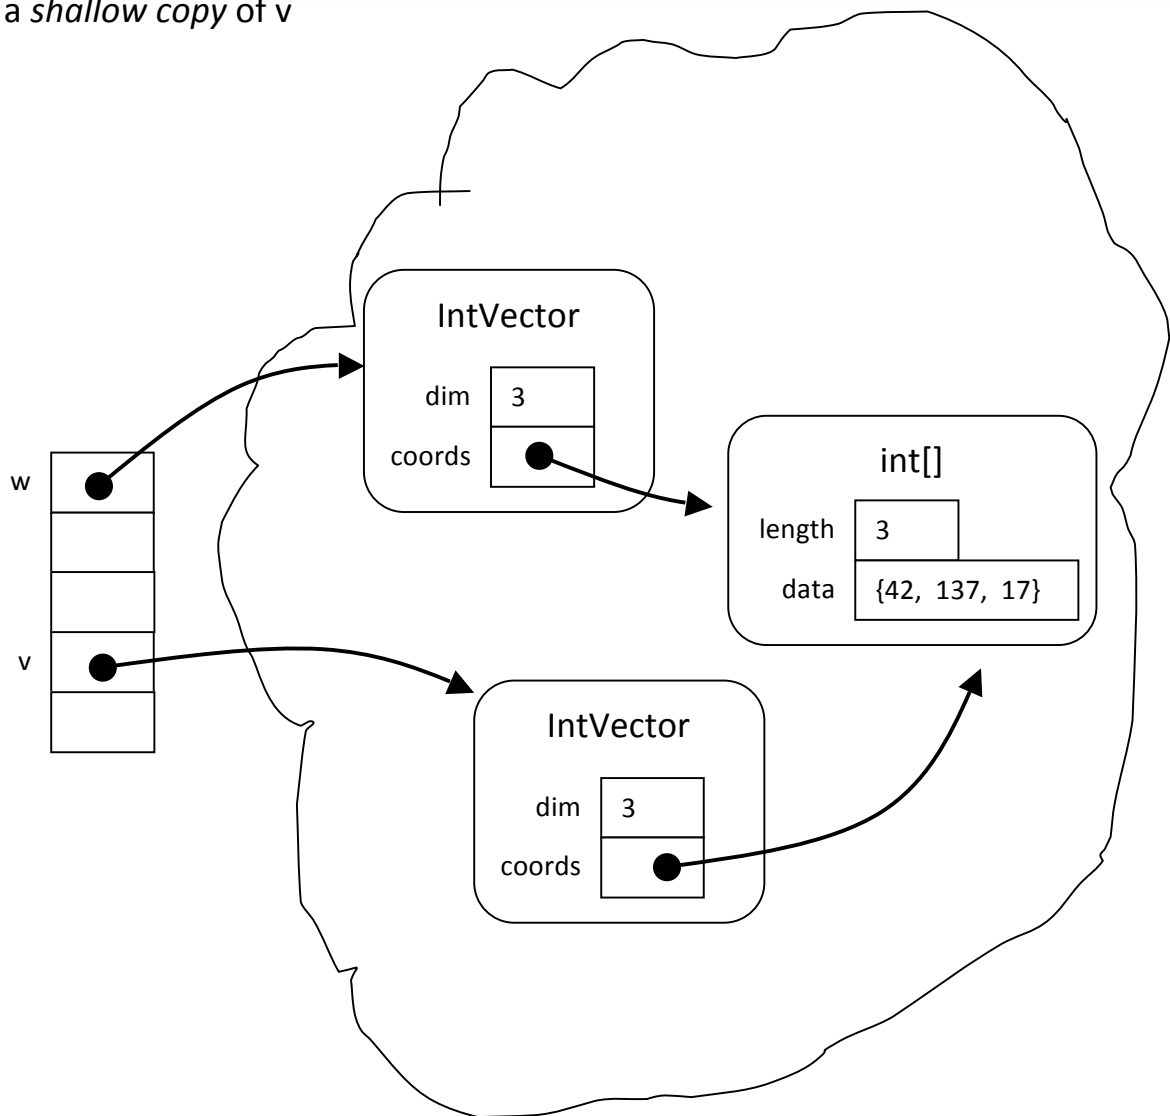 a shallow copy of v
IntVector
dim 3
coords
w
int[]
length 3
data {42, 137, 17}
v
IntVector
dim 3
coords